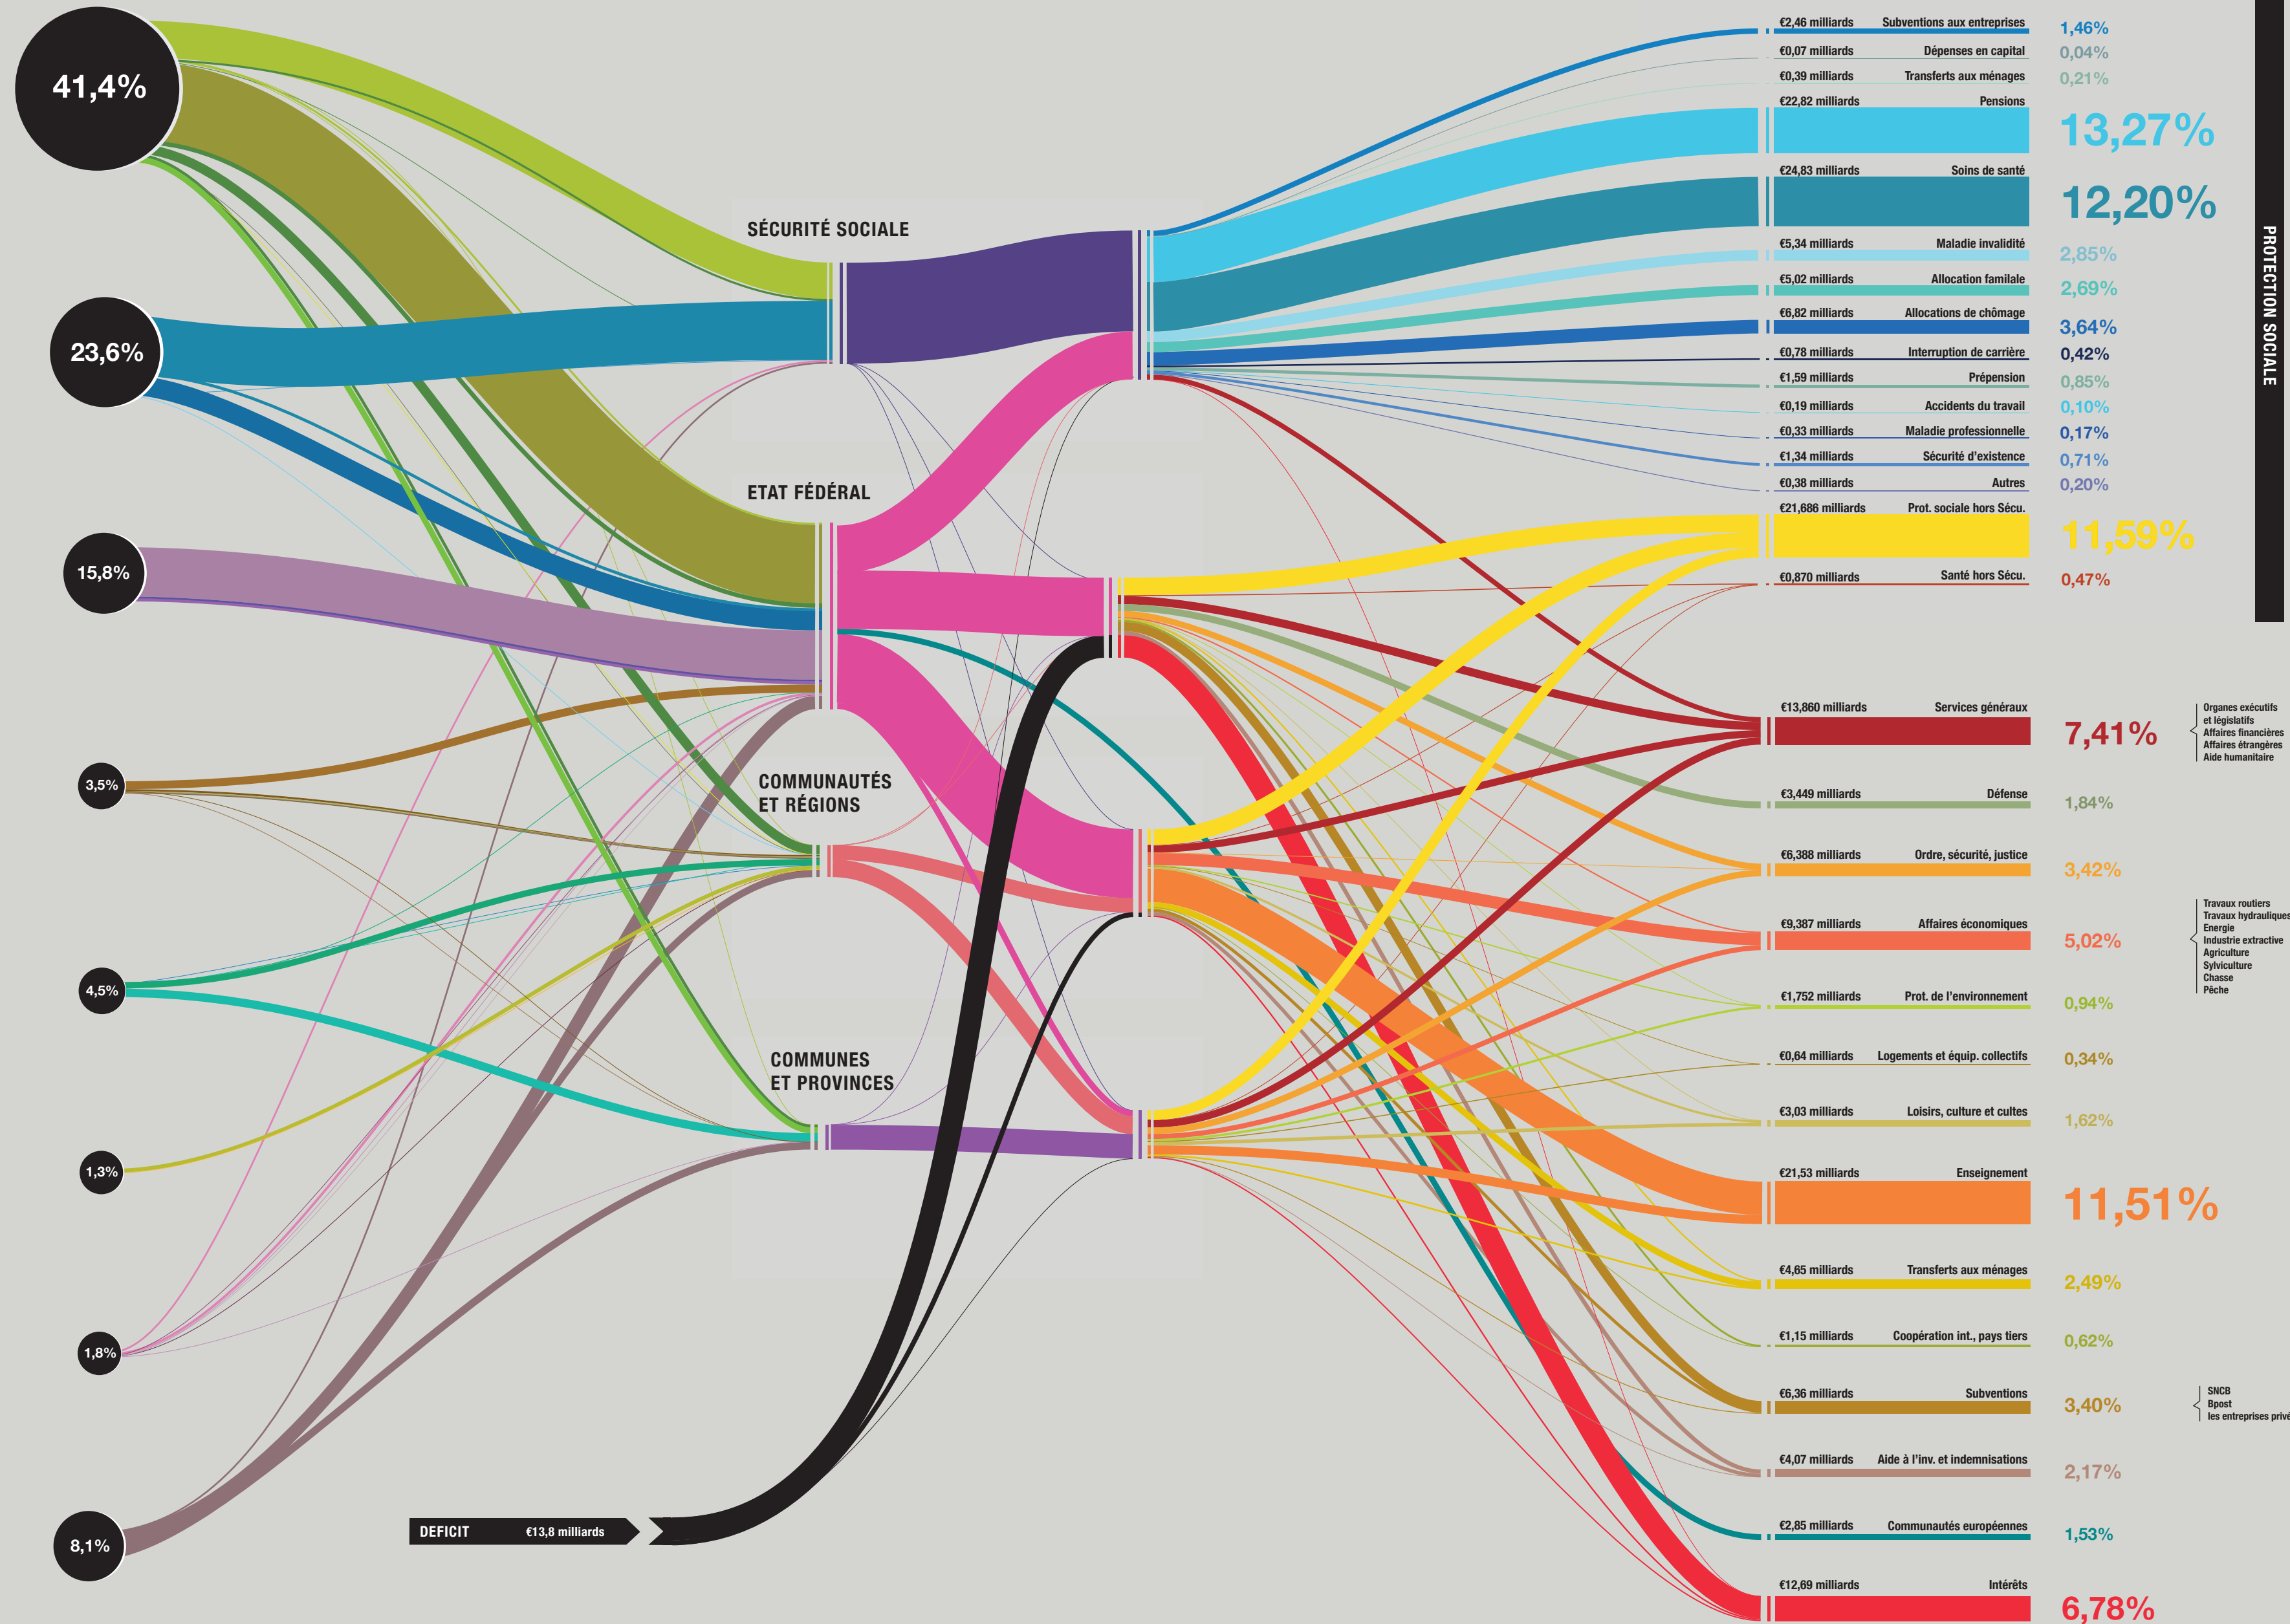 41,4%
23,6%
15,8%
3,5%
4,5%
1,3%
1,8%
8,1%
SÉCURITÉ SOCIALE
ETAT FÉDÉRAL
COMMUNAUTÉS
ET RÉGIONS
COMMUNES
ET PROVINCES
DEFICIT €13,8 milliards
€2,46 milliards Subventions aux entreprises 1,46%
€0,07 milliards Dépenses en capital 0,04%
€0,39 milliards Transferts aux ménages 0,21%
€22,82 milliards Pensions 13,27%
€24,83 milliards Soins de santé 12,20%
€5,34 milliards Maladie invalidité 2,85%
€5,02 milliards Allocation familale 2,69%
€6,82 milliards Allocations de chômage 3,64%
€0,78 milliards Interruption de carrière 0,42%
€1,59 milliards Prépension 0,85%
€0,19 milliards Accidents du travail 0,10%
€0,33 milliards Maladie professionnelle 0,17%
€1,34 milliards Sécurité d'existence 0,71%
€0,38 milliards Autres 0,20%
€21,686 milliards Prot. sociale hors Sécu. 11,59%
€0,870 milliards Santé hors Sécu. 0,47%
PROTECTION SOCIALE
€13,860 milliards Services généraux 7,41%
Organes exécutifs
et législatifs
Affaires financières
Affaires étrangères
Aide humanitaire
€3,449 milliards Défense 1,84%
€6,388 milliards Ordre, sécurité, justice 3,42%
€9,387 milliards Affaires économiques 5,02%
Travaux routiers
Travaux hydrauliques
Energie
Industrie extractive
Agriculture
Sylviculture
Chasse
Pêche
€1,752 milliards Prot. de l'environnement 0,94%
€0,64 milliards Logements et équip. collectifs 0,34%
€3,03 milliards Loisirs, culture et cultes 1,62%
€21,53 milliards Enseignement 11,51%
€4,65 milliards Transferts aux ménages 2,49%
€1,15 milliards Coopération int., pays tiers 0,62%
€6,36 milliards Subventions 3,40%
SNCB
Bpost
les entreprises privé
€4,07 milliards Aide à l'inv. et indemnisations 2,17%
€2,85 milliards Communautés européennes 1,53%
€12,69 milliards Intérêts 6,78%